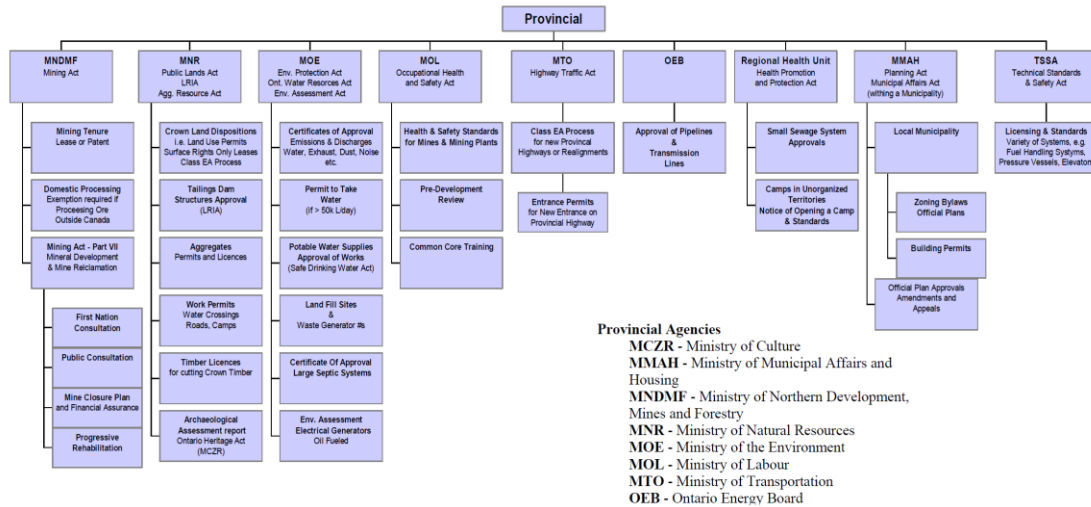 Provincial
MNDMF
Mining Act
MNR
Public Lands Act
LRIA
Agg. Resource Act
MOE
Env. Protection Act
Ont. Water Resorces Act
Env. Assessment Act
MOL
Occupational Health
and Safety Act
MTO
Highway Traffic Act
OEB
Regional Health Unit
Health Promotion
and Protection Act
MMAH
Planning Act
Municipal Affairs Act
(withing a Municipality)
TSSA
Technical Standards
& Safety Act
Mining Tenure
Lease or Patent
Domestic Processing
Exemption required if
Processing Ore
Outside Canada
Mining Act - Part VII
Mineral Development
& Mine Reiclamation
First Nation
Consultation
Public Consultation
Mine Closure Plan
and Financial Assurance
Progressive
Rehabilitation
Crown Land Dispositions
i.e. Land Use Permits
Surface Rights Only Leases
Class EA Process
Tailings Dam
Structures Approval
(LRIA)
Aggregates
Permits and Licences
Work Permits
Water Crossings
Roads, Camps
Timber Licences
for cutting Crown Timber
Archaeological
Assessment report
Ontario Heritage Act
(MCZR)
Certificates of Approval
Emissions & Discharges
Water, Exhaust, Dust, Noise
etc.
Permit to Take
Water
(if > 50k L/day)
Potable Water Supplies
Approval of Works
(Safe Drinking Water Act)
Land Fill Sites
&
Waste Generator #s
Certificate Of Approval
Large Septic Systems
Env. Assessment
Electrical Generators
Oil Fueled
Health & Safety Standards
for Mines & Mining Plants
Pre-Development
Review
Common Core Training
Class EA Process
for new Provincal
Highways or Realignments
Entrance Permits
for New Entrance on
Provincial Highway
Approval of Pipelines
&
Transmission
Lines
Small Sewage System
Approvals
Camps in Unorganized
Territories
Notice of Opening a Camp
& Standards
Local Municipality
Zoning Bylaws
Official Plans
Building Permits
Official Plan Approvals
Amendments and
Appeals
Licensing & Standards
Variety of Systems, e.g.
Fuel Handling Systyms,
Pressure Vessels, Elevators
Provincial Agencies
MCZR - Ministry of Culture
MMAH - Ministry of Municipal Affairs and
Housing
MNDMF - Ministry of Northern Development,
Mines and Forestry
MNR - Ministry of Natural Resources
MOE - Ministry of the Environment
MOL - Ministry of Labour
MTO - Ministry of Transportation
OEB - Ontario Energy Board